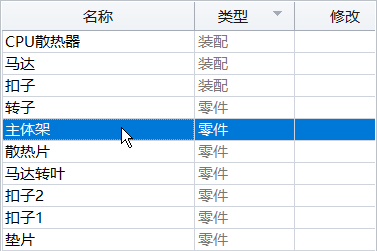 名称 类型 修改
CPU散热器 装配
马达 装配
扣子 装配
转子 零件
主体架 零件
散热片 零件
马达转叶 零件
扣子2 零件
扣子1 零件
垫片 零件